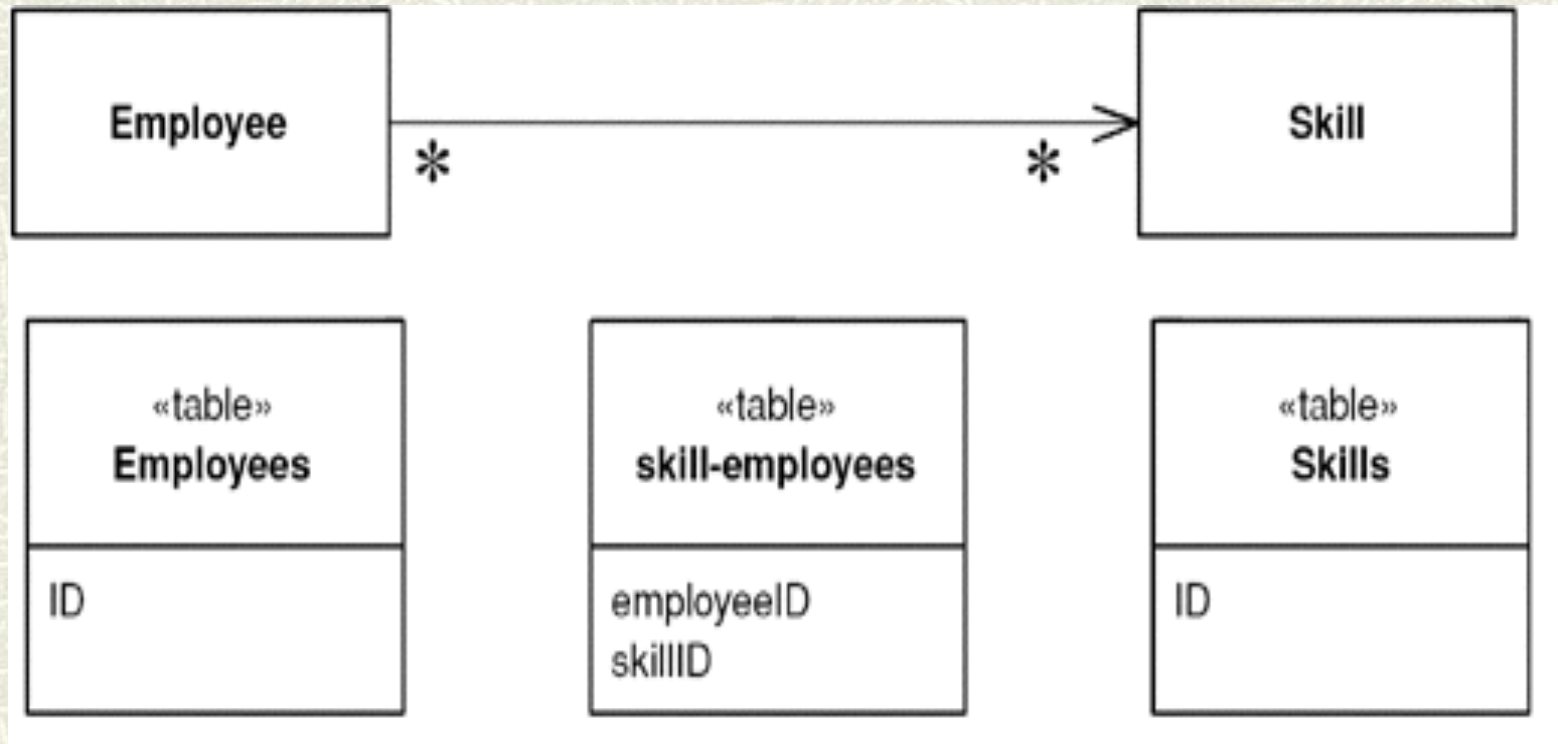 Employee
*
*
Skill
«table»
Employees
ID
«table»
skill-employees
employeeID
skillID
«table»
Skills
ID